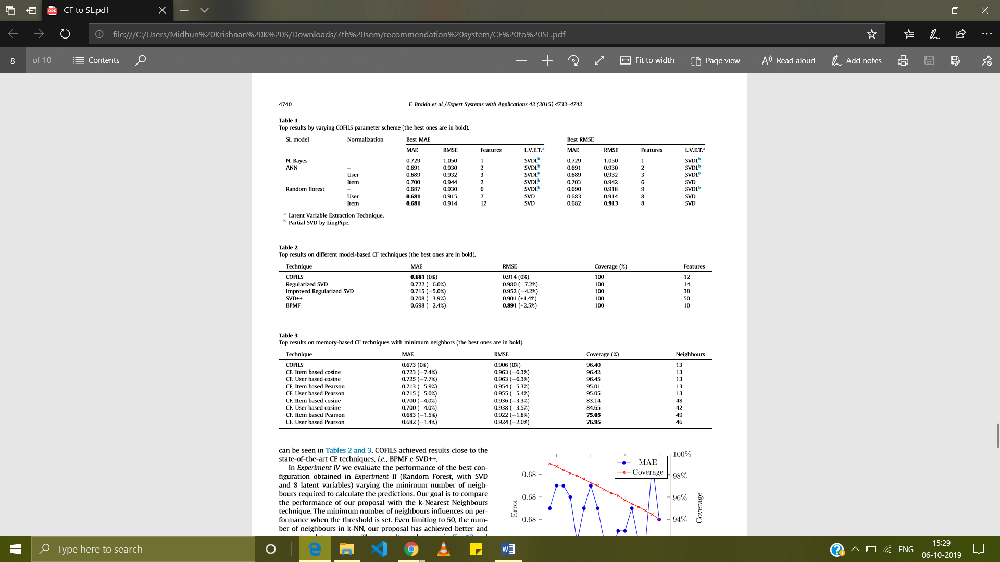 CF to SL.pdf
file:///C:/Users/Midhun%20Krishnan%20K%20S/Downloads/7th%20sem/recommendation%20system/CF%20to%20SL.pdf
8 of 10 Contents Fit to width Page view Read aloud Add notes
4740 F. Braida et al. / Expert Systems with Applications 42 (2015) 4733–4742
Table 1
Top results by varying COFILS parameter scheme (the best ones are in bold).
SL model Normalization Best MAE Best RMSE
MAE RMSE Features L.V.E.T.a MAE RMSE Features L.V.E.T.a
N. Bayes – 0.729 1.050 1 SVDLb 0.729 1.050 1 SVDLb
ANN – 0.691 0.930 2 SVDLb 0.691 0.930 2 SVDLb
User 0.689 0.932 3 SVDLb 0.689 0.932 3 SVDLb
Item 0.700 0.944 2 SVDLb 0.703 0.942 6 SVD
Random florest – 0.687 0.930 6 SVDLb 0.690 0.918 9 SVDLb
User 0.681 0.915 7 SVD 0.683 0.914 8 SVD
Item 0.681 0.914 12 SVD 0.682 0.913 8 SVD
a Latent Variable Extraction Technique.
b Partial SVD by LingPipe.
Table 2
Top results on different model-based CF techniques (the best ones are in bold).
Technique MAE RMSE Coverage (%) Features
COFILS 0.681 (0%) 0.914 (0%) 100 12
Regularized SVD 0.722 (−6.0%) 0.980 (−7.2%) 100 14
Improved Regularized SVD 0.715 (−5.0%) 0.952 (−4.2%) 100 38
SVD++ 0.708 (−3.9%) 0.901 (+1.4%) 100 50
BPMF 0.698 (−2.4%) 0.891 (+2.5%) 100 10
Table 3
Top results on memory-based CF techniques with minimum neighbors (the best ones are in bold).
Technique MAE RMSE Coverage (%) Neighbours
COFILS 0.673 (0%) 0.906 (0%) 96.40 13
CF. Item based cosine 0.723 (−7.4%) 0.963 (−6.3%) 96.42 13
CF. User based cosine 0.725 (−7.7%) 0.963 (−6.3%) 96.45 13
CF. Item based Pearson 0.713 (−5.9%) 0.954 (−5.3%) 95.01 13
CF. User based Pearson 0.715 (−5.0%) 0.955 (−5.4%) 95.05 13
CF. Item based cosine 0.700 (−4.0%) 0.936 (−3.3%) 83.14 48
CF. User based cosine 0.700 (−4.0%) 0.938 (−3.5%) 84.65 42
CF. Item based Pearson 0.683 (−1.5%) 0.922 (−1.8%) 75.05 49
CF. User based Pearson 0.682 (−1.4%) 0.924 (−2.0%) 76.95 46
can be seen in Tables 2 and 3. COFILS achieved results close to the
state-of-the-art CF techniques, i.e., BPMF e SVD++.
In Experiment IV we evaluate the performance of the best con-
figuration obtained in Experiment II (Random Forest, with SVD
and 8 latent variables) varying the minimum number of neigh-
bours required to calculate the predictions. Our goal is to compare
the performance of our proposal with the k-Nearest Neighbours
technique. The minimum number of neighbours influences on per-
formance when the threshold is set. Even limiting to 50, the num-
ber of neighbours in k-NN, our proposal has achieved better and
MAE
Coverage
0.68
0.68
0.68
Error
100%
98%
96%
94%
Coverage
Type here to search
ENG
15:29
06-10-2019